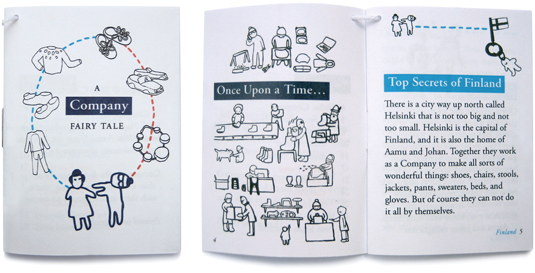 A
Company
FAIRY TALE
Once Upon a Time...
4
Top Secrets of Finland
There is a city way up north called
Helsinki that is not too big and not
too small. Helsinki is the capital of
Finland, and it is also the home of
Aamu and Johan. Together they work
as a Company to make all sorts of
wonderful things: shoes, chairs, stools,
jackets, pants, sweaters, beds, and
gloves. But of course they can not do
it all by themselves.
Finland 5